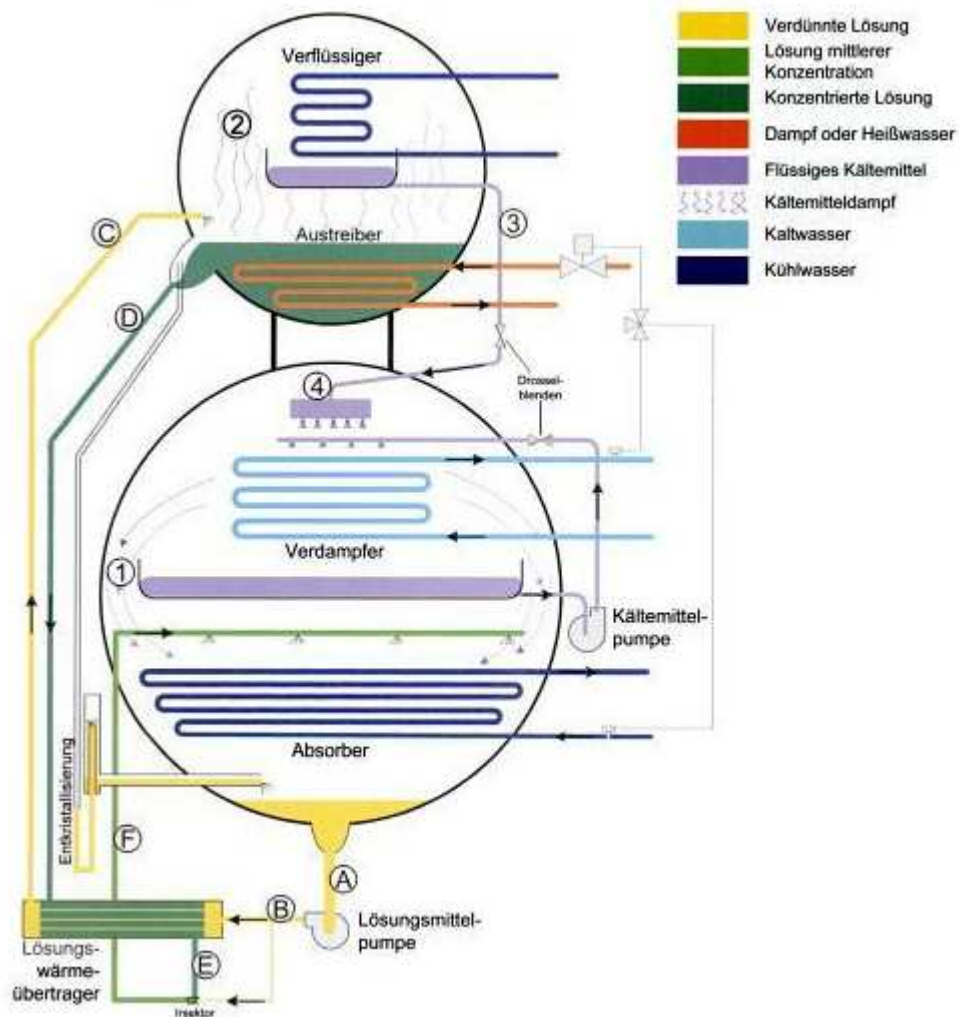 Verdünnte Lösung
Lösung mittlerer
Konzentration
Konzentrierte Lösung
Dampf oder Heißwasser
Flüssiges Kältemittel
Kältemitteldampf
Kaltwasser
Kühlwasser
Verflüssiger
2
C
3
Austreiber
D
4
Drossel-
blenden
Verdampfer
1
Kältemittel-
pumpe
Absorber
Entkristalisierung
F
A
B
Lösungsmittel-
pumpe
Lösungs-
wärme-
übertrager
E
Injektor